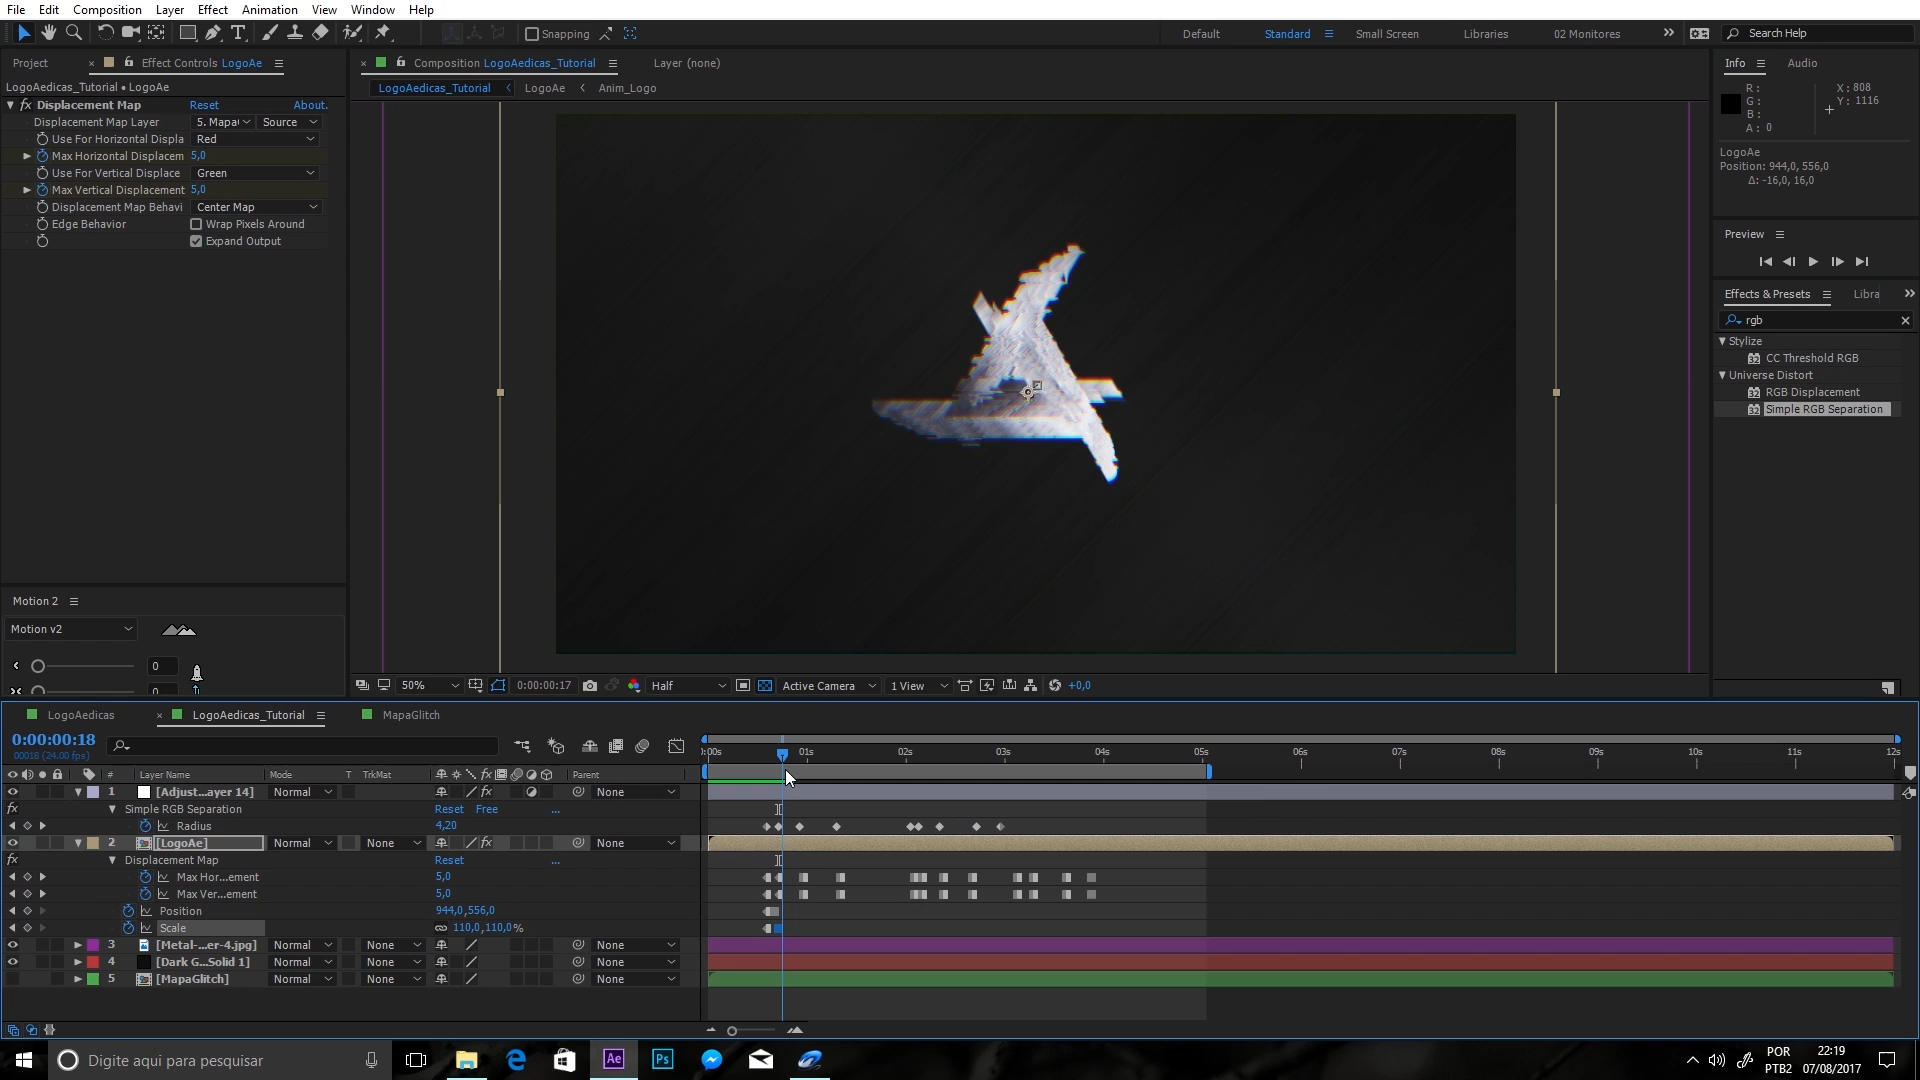 File Edit Composition Layer Effect Animation View Window Help
Snapping Default Standard Small Screen Libraries 02 Monitores Search Help
Project Effect Controls LogoAe
Composition LogoAedicas_Tutorial Layer (none)
Info Audio
LogoAedicas_Tutorial • LogoAe
LogoAedicas_Tutorial LogoAe Anim_Logo
R: X: 808
G: Y: 1116
B:
A: 0
fx Displacement Map Reset About.
Displacement Map Layer 5. Mapa Source
Use For Horizontal Displa Red
Max Horizontal Displacem 5,0
Use For Vertical Displace Green
Max Vertical Displacement 5,0
Displacement Map Behavi Center Map
Edge Behavior Wrap Pixels Around
Expand Output
LogoAe
Position: 944,0, 556,0
Δ: -16,0, 16,0
Preview
Effects & Presets Libra
rgb
Stylize
CC Threshold RGB
Universe Distort
RGB Displacement
Simple RGB Separation
Motion 2
Motion v2
0
0
50% 0:00:00:17 Half Active Camera 1 View +0,0
LogoAedicas LogoAedicas_Tutorial MapaGlitch
0:00:00:18
00018 (24.00 fps)
):00s 01s 02s 03s 04s 05s 06s 07s 08s 09s 10s 11s 12s
# Layer Name Mode T TrkMat fx Parent
1 [Adjust...ayer 14] Normal fx None
fx Simple RGB Separation Reset Free ...
Radius 4,20
2 [LogoAe] Normal None fx None
fx Displacement Map Reset ...
Max Hor...ement 5,0
Max Ver...ement 5,0
Position 944,0,556,0
Scale 110,0,110,0%
3 [Metal-...er-4.jpg] Normal None None
4 [Dark G...Solid 1] Normal None None
5 [MapaGlitch] Normal None None
Digite aqui para pesquisar
Ae Ps
POR 22:19
PTB2 07/08/2017